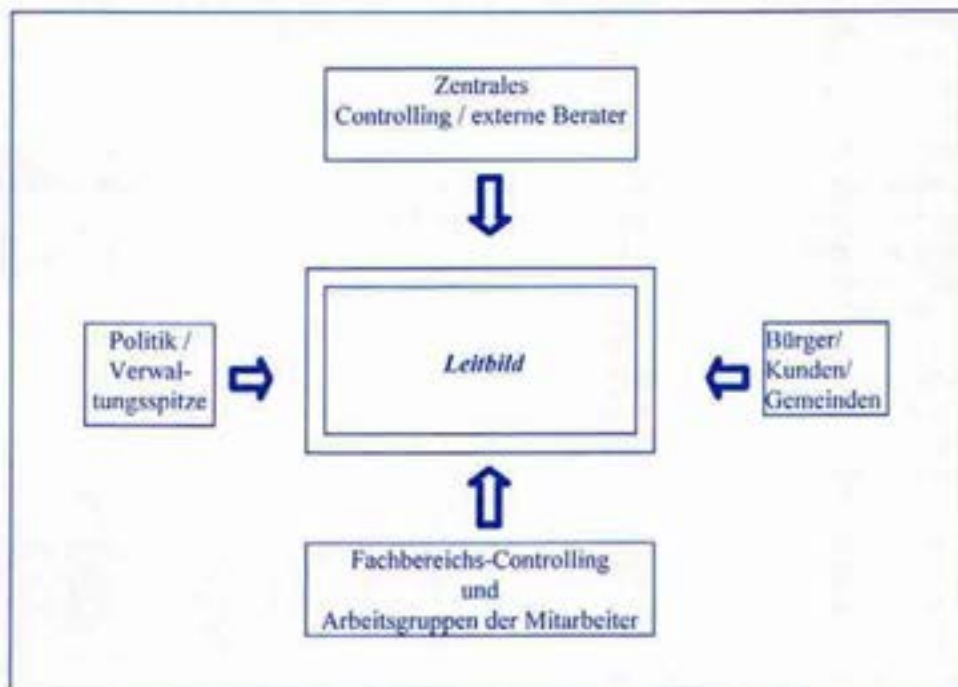 Zentrales
Controlling / externe Berater
Politik /
Verwal-
tungsspitze
Leitbild
Bürger/
Kunden/
Gemeinden
Fachbereichs-Controlling
und
Arbeitsgruppen der Mitarbeiter